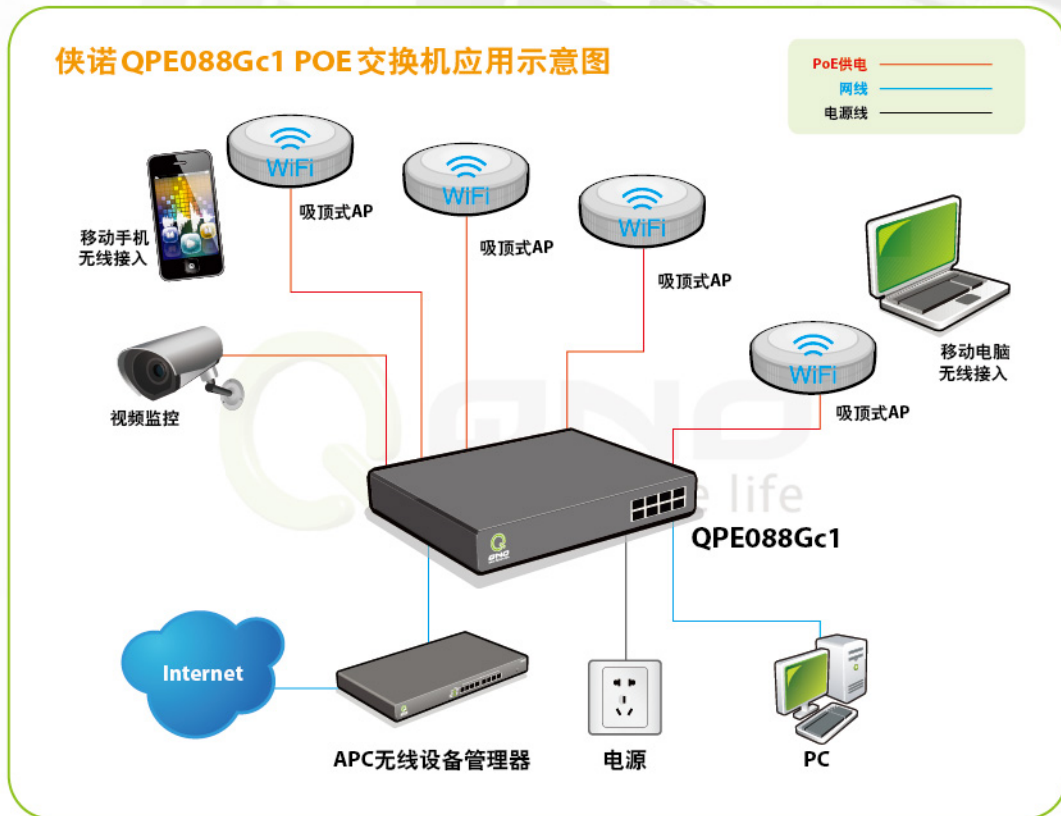 侠诺QPE088Gc1 POE交换机应用示意图
PoE供电
网线
电源线
WiFi
吸顶式AP
WiFi
吸顶式AP
WiFi
吸顶式AP
移动手机
无线接入
WiFi
吸顶式AP
移动电脑
无线接入
视频监控
QNO
life
QPE088Gc1
QNO
Internet
APC无线设备管理器
电源
PC